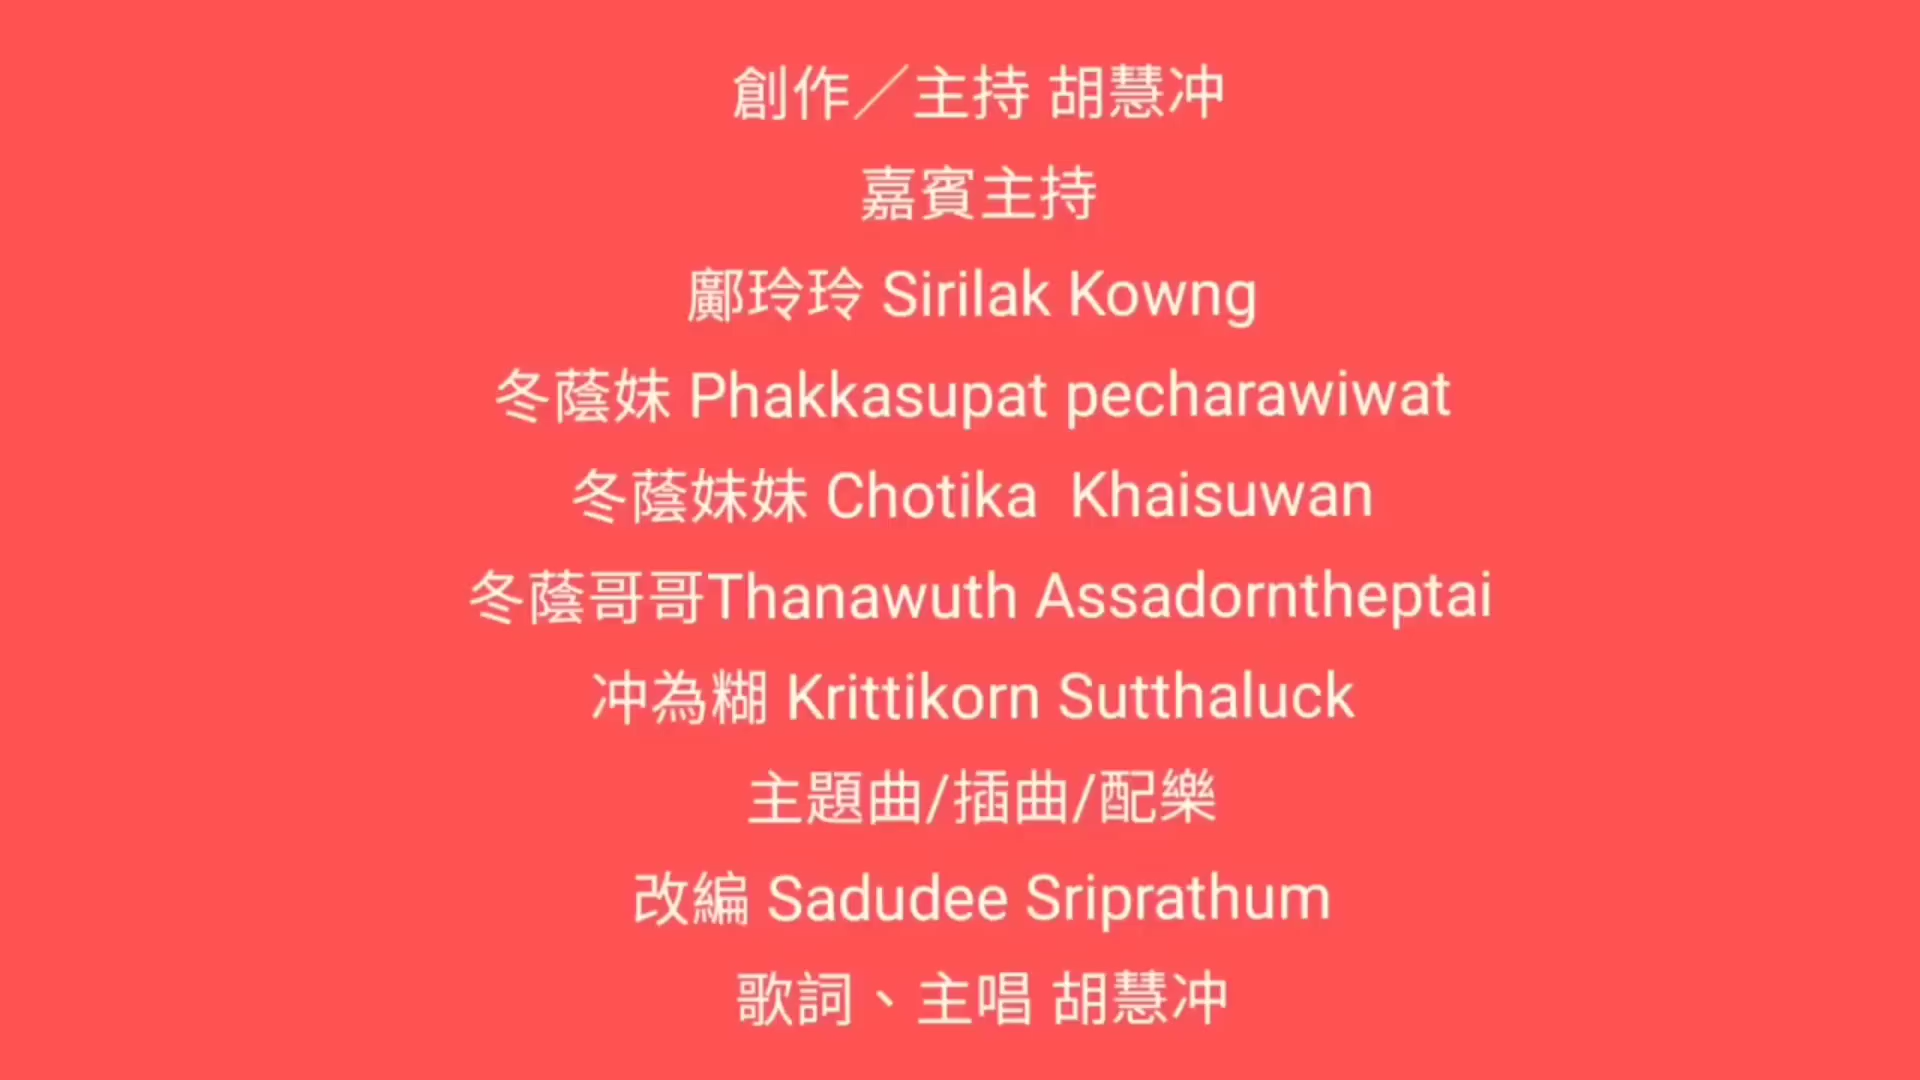 創作／主持 胡慧冲
嘉賓主持
鄺玲玲 Sirilak Kowng
冬蔭妹 Phakkasupat pecharawiwat
冬蔭妹妹 Chotika  Khaisuwan
冬蔭哥哥Thanawuth Assadorntheptai
冲為糊 Krittikorn Sutthaluck
主題曲/插曲/配樂
改編 Sadudee Sriprathum
歌詞、主唱 胡慧冲